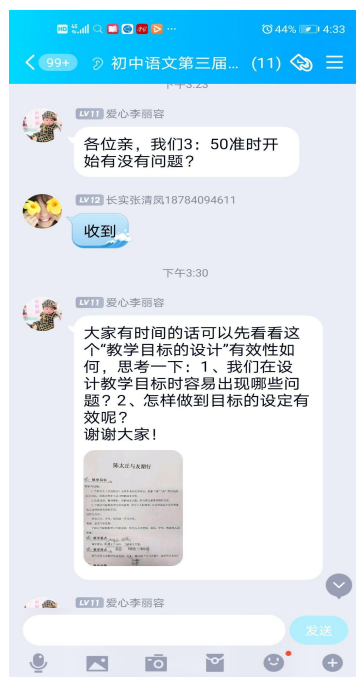 HD 44% 4:33
99+ 初中语文第三届... (11)
下午3:23
LV11 爱心李丽容
各位亲，我们3：50准时开
始有没有问题？
LV12 长实张清凤18784094611
收到
下午3:30
LV11 爱心李丽容
大家有时间的话可以先看看这
个“教学目标的设计”有效性如
何，思考一下：1、我们在设
计教学目标时容易出现哪些问
题？2、怎样做到目标的设定有
效呢？
谢谢大家！
陈太丘与友期行
LV11 爱心李丽容
发送